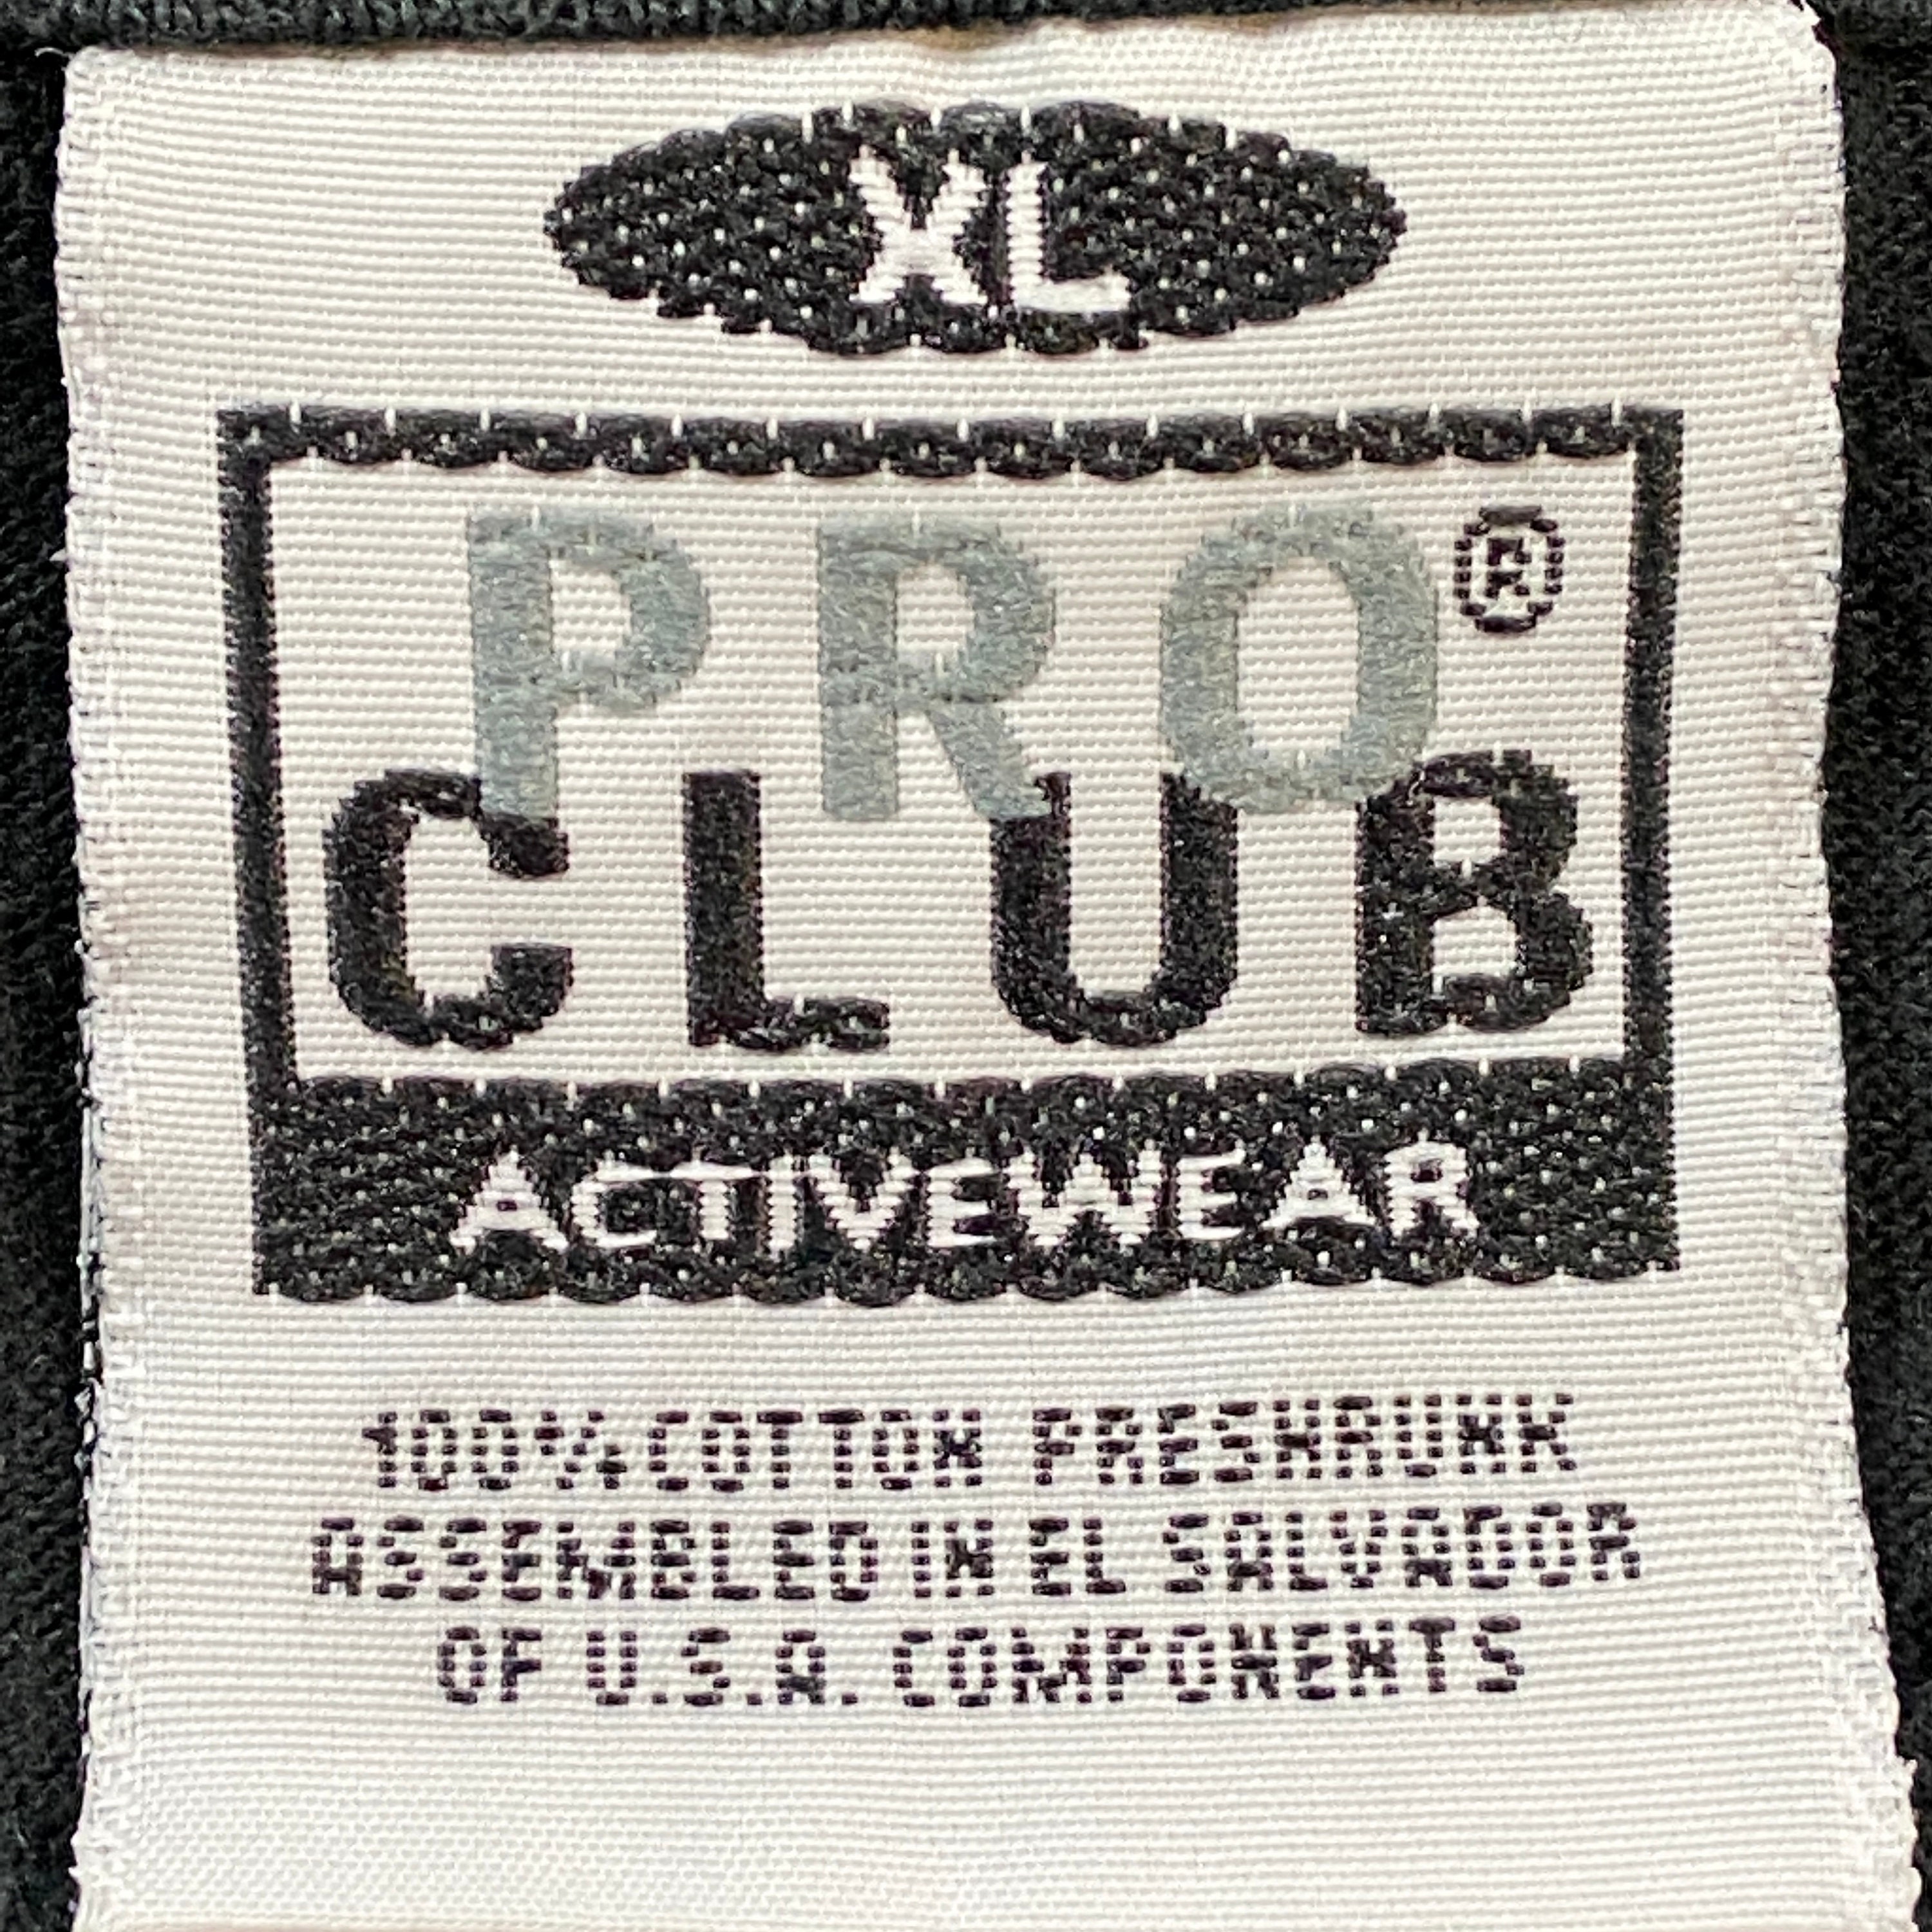 XL
PRO®
CLUB
ACTIVEWEAR
100% COTTON PRESHRUNK
ASSEMBLED IN EL SALVADOR
OF U.S.A. COMPONENTS